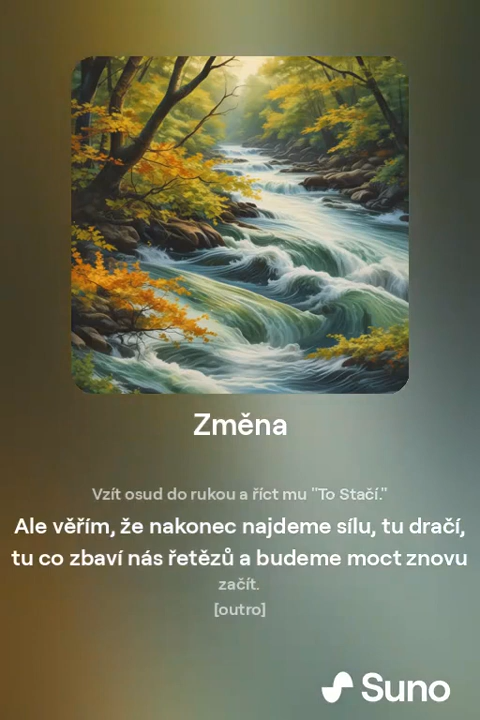 Změna
Vzít osud do rukou a říct mu "To Stačí."
Ale věřím, že nakonec najdeme sílu, tu dračí,
tu co zbaví nás řetězů a budeme moct znovu
začít.
[outro]
Suno